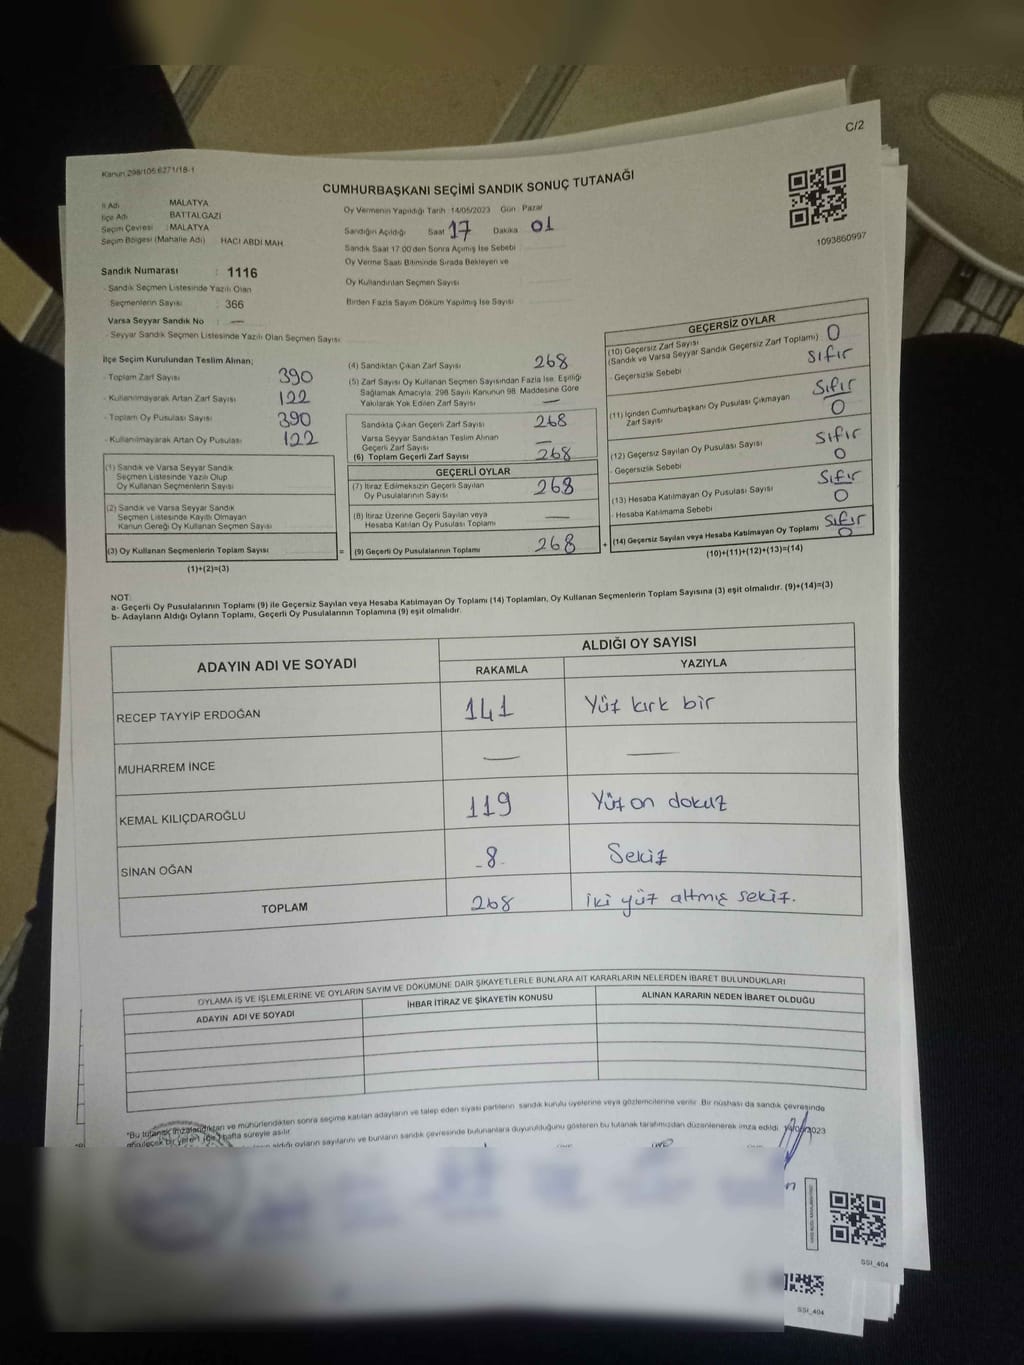 C/2
Kanun 298/105 6271/18-1
CUMHURBAŞKANI SEÇİMİ SANDIK SONUÇ TUTANAĞI
İl Adı MALATYA
İlçe Adı BATTALGAZİ
Seçim Çevresi : MALATYA
Seçim Bölgesi (Mahalle Adı) HACI ABDİ MAH
Oy Vermenin Yapıldığı Tarih 14/05/2023 Gün : Pazar
Sandığın Açıldığı Saat 17 Dakika 01
Sandık Saat 17:00'den Sonra Açılmış İse Sebebi
Oy Verme Saati Bitiminde Sırada Bekleyen ve
Oy Kullandırılan Seçmen Sayısı
Birden Fazla Sayım Döküm Yapılmış İse Sayısı
1093860997
Sandık Numarası : 1116
- Sandık Seçmen Listesinde Yazılı Olan
Seçmenlerin Sayısı : 366
Varsa Seyyar Sandık No : —
- Seyyar Sandık Seçmen Listesinde Yazılı Olan Seçmen Sayısı:
İlçe Seçim Kurulundan Teslim Alınan;
- Toplam Zarf Sayısı 390
- Kullanılmayarak Artan Zarf Sayısı 122
- Toplam Oy Pusulası Sayısı 390
- Kullanılmayarak Artan Oy Pusulası 122
(1) Sandık ve Varsa Seyyar Sandık
Seçmen Listesinde Yazılı Olup
Oy Kullanan Seçmenlerin Sayısı
(2) Sandık ve Varsa Seyyar Sandık
Seçmen Listesinde Kayıtlı Olmayan
Kanun Gereği Oy Kullanan Seçmen Sayısı
(3) Oy Kullanan Seçmenlerin Toplam Sayısı
(1)+(2)=(3)
(4) Sandıktan Çıkan Zarf Sayısı 268
(5) Zarf Sayısı Oy Kullanan Seçmen Sayısından Fazla İse, Eşitliği
Sağlamak Amacıyla; 298 Sayılı Kanunun 98. Maddesine Göre
Yakılarak Yok Edilen Zarf Sayısı —
Sandıkta Çıkan Geçerli Zarf Sayısı 268
Varsa Seyyar Sandıktan Teslim Alınan
Geçerli Zarf Sayısı —
(6) Toplam Geçerli Zarf Sayısı 268
GEÇERLİ OYLAR
(7) İtiraz Edilmeksizin Geçerli Sayılan
Oy Pusulalarının Sayısı 268
(8) İtiraz Üzerine Geçerli Sayılan veya
Hesaba Katılan Oy Pusulası Toplamı —
= (9) Geçerli Oy Pusulalarının Toplamı 268
GEÇERSİZ OYLAR
(10) Geçersiz Zarf Sayısı 0
(Sandık ve Varsa Seyyar Sandık Geçersiz Zarf Toplamı)
- Geçersizlik Sebebi sıfır
(11) İçinden Cumhurbaşkanı Oy Pusulası Çıkmayan sıfır
Zarf Sayısı 0
(12) Geçersiz Sayılan Oy Pusulası Sayısı sıfır
- Geçersizlik Sebebi 0
(13) Hesaba Katılmayan Oy Pusulası Sayısı sıfır
- Hesaba Katılmama Sebebi 0
+ (14) Geçersiz Sayılan veya Hesaba Katılmayan Oy Toplamı sıfır 0
(10)+(11)+(12)+(13)=(14)
NOT:
a- Geçerli Oy Pusulalarının Toplamı (9) ile Geçersiz Sayılan veya Hesaba Katılmayan Oy Toplamı (14) Toplamları, Oy Kullanan Seçmenlerin Toplam Sayısına (3) eşit olmalıdır. (9)+(14)=(3)
b- Adayların Aldığı Oyların Toplamı, Geçerli Oy Pusulalarının Toplamına (9) eşit olmalıdır.
ADAYIN ADI VE SOYADI ALDIĞI OY SAYISI
RAKAMLA YAZIYLA
RECEP TAYYİP ERDOĞAN 141 Yüz kırk bir
MUHARREM İNCE — —
KEMAL KILIÇDAROĞLU 119 Yüz on dokuz
SİNAN OĞAN -8- Sekiz
TOPLAM 268 iki yüz altmış sekiz.
OYLAMA İŞ VE İŞLEMLERİNE VE OYLARIN SAYIM VE DÖKÜMÜNE DAİR ŞİKAYETLERLE BUNLARA AİT KARARLARIN NELERDEN İBARET BULUNDUKLARI
ADAYIN ADI VE SOYADI İHBAR İTİRAZ VE ŞİKAYETİN KONUSU ALINAN KARARIN NEDEN İBARET OLDUĞU
*Bu tutanak imzalandıktan ve mühürlendikten sonra seçime katılan adayların ve talep eden siyasi partilerin sandık kurulu üyelerine veya gözlemcilerine verilir. Bir nüshası da sandık çevresinde
bir yere hafta süreyle asılır.
aldığı oyların sayılarını ve bunların sandık çevresinde bulunanlara duyurulduğunu gösteren bu tutanak tarafımızdan düzenlenerek imza edildi. 14/05/2023
SSI_404
SSI_404